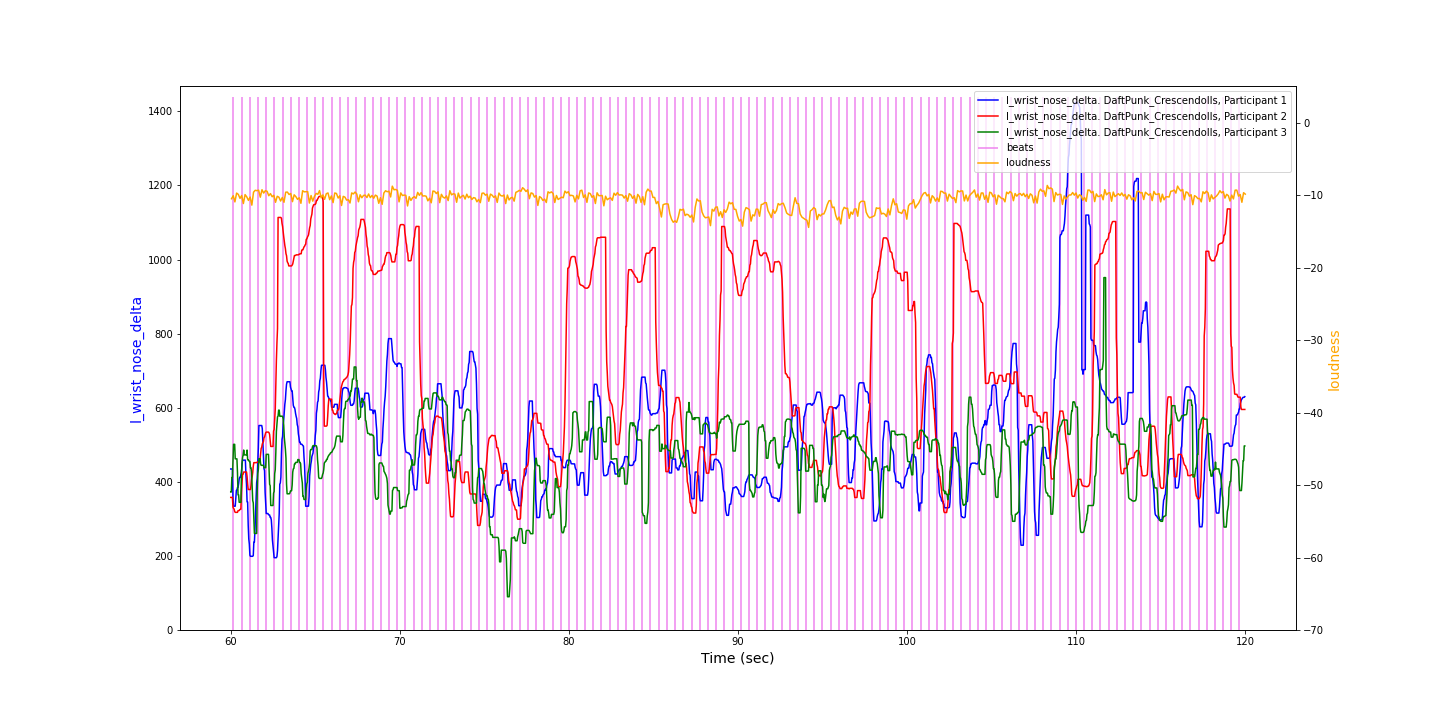 1400
1200
1000
800
600
400
200
0
l_wrist_nose_delta
60
70
80
90
100
110
120
Time (sec)
0
−10
−20
−30
−40
−50
−60
−70
loudness
l_wrist_nose_delta. DaftPunk_Crescendolls, Participant 1
l_wrist_nose_delta. DaftPunk_Crescendolls, Participant 2
l_wrist_nose_delta. DaftPunk_Crescendolls, Participant 3
beats
loudness